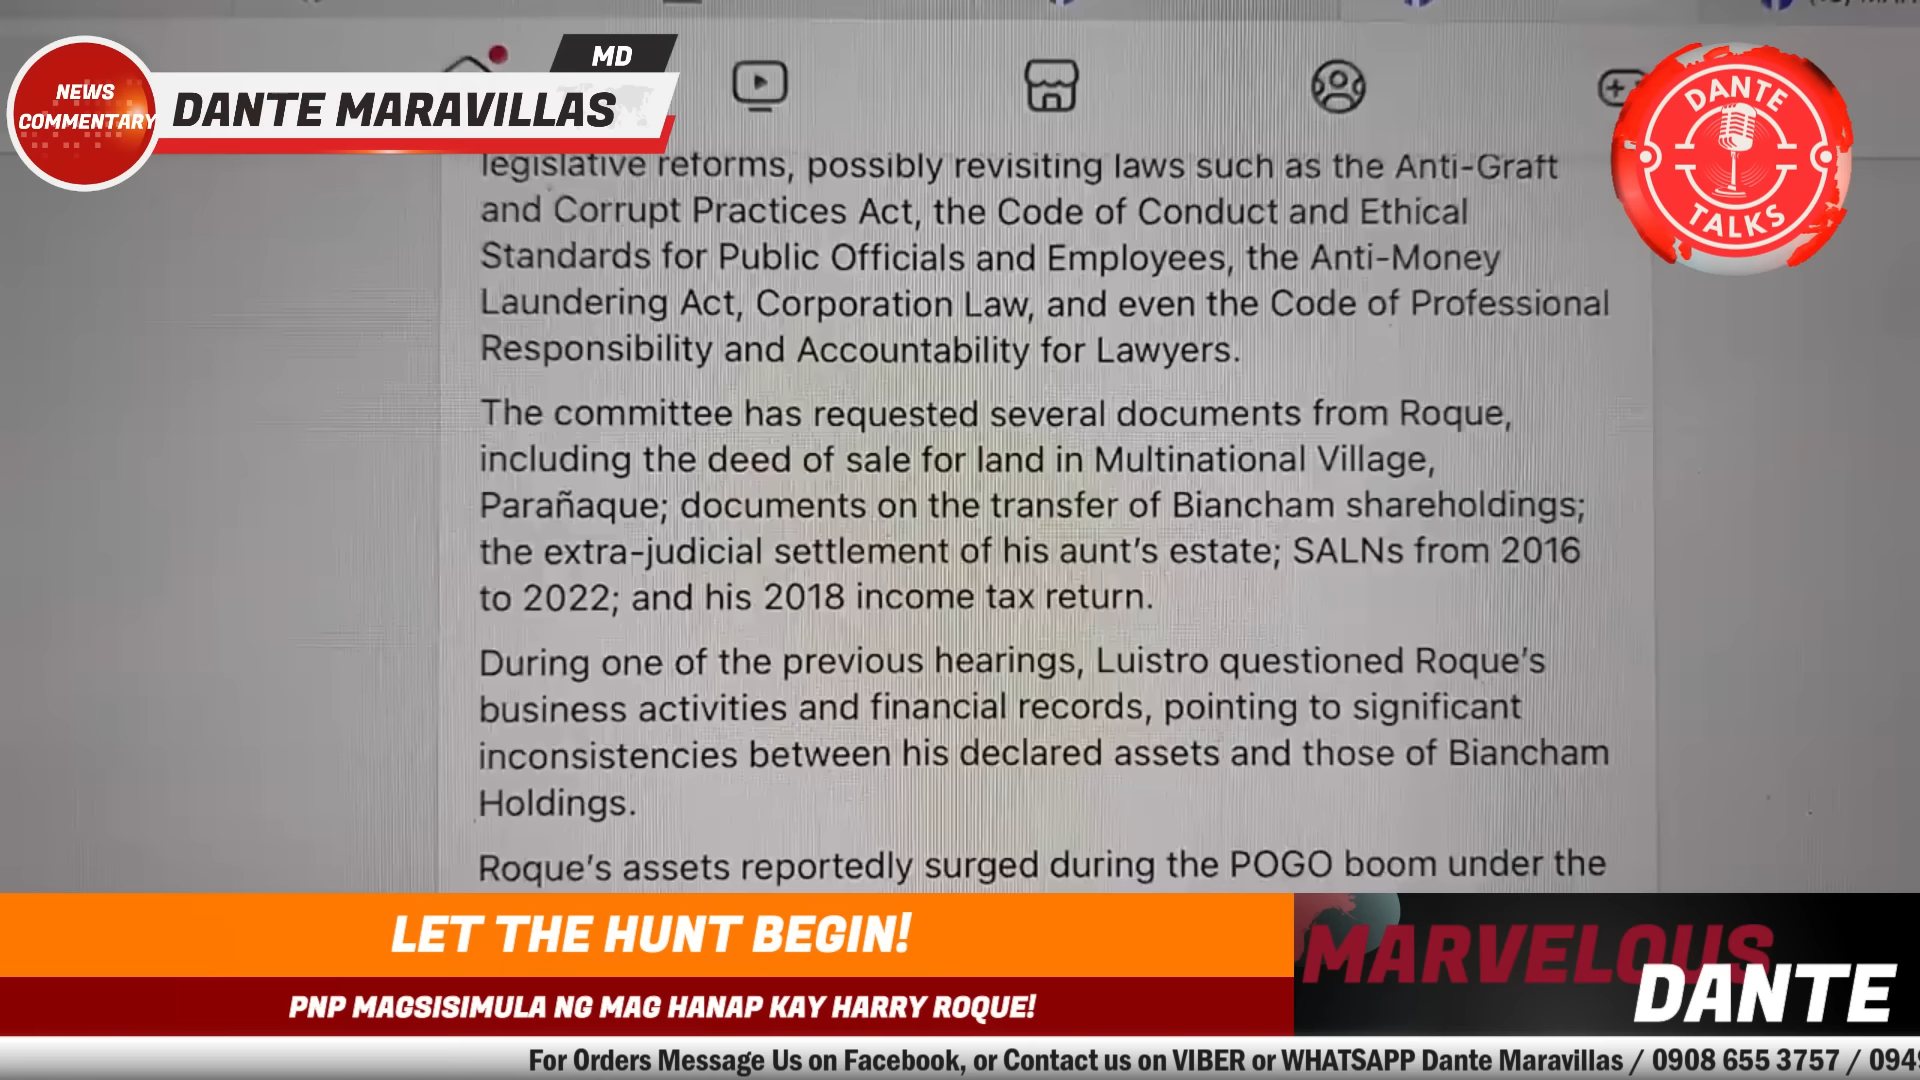 MD
NEWS
COMMENTARY
DANTE MARAVILLAS
DANTE
TALKS
legislative reforms, possibly revisiting laws such as the Anti-Graft
and Corrupt Practices Act, the Code of Conduct and Ethical
Standards for Public Officials and Employees, the Anti-Money
Laundering Act, Corporation Law, and even the Code of Professional
Responsibility and Accountability for Lawyers.
The committee has requested several documents from Roque,
including the deed of sale for land in Multinational Village,
Parañaque; documents on the transfer of Biancham shareholdings;
the extra-judicial settlement of his aunt's estate; SALNs from 2016
to 2022; and his 2018 income tax return.
During one of the previous hearings, Luistro questioned Roque's
business activities and financial records, pointing to significant
inconsistencies between his declared assets and those of Biancham
Holdings.
Roque's assets reportedly surged during the POGO boom under the
LET THE HUNT BEGIN!
PNP MAGSISIMULA NG MAG HANAP KAY HARRY ROQUE!
MARVELOUS
DANTE
For Orders Message Us on Facebook, or Contact us on VIBER or WHATSAPP Dante Maravillas / 0908 655 3757 /